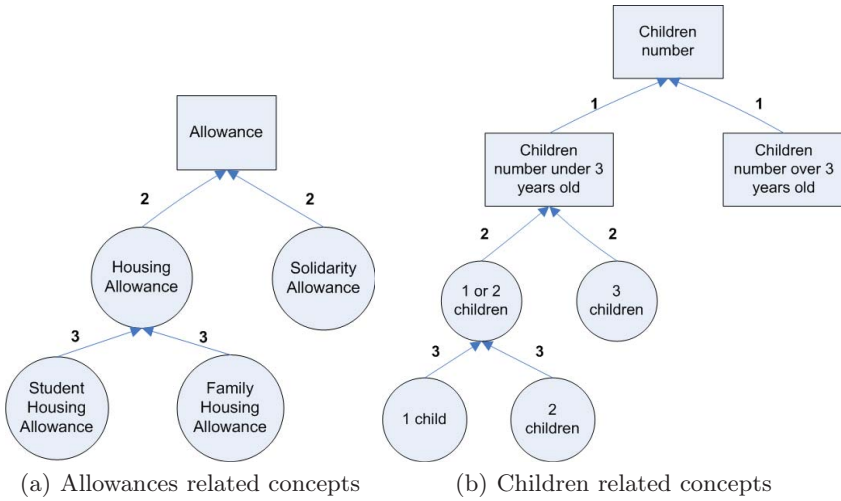 Allowance
2
2
Housing
Allowance
Solidarity
Allowance
3
3
Student
Housing
Allowance
Family
Housing
Allowance
(a) Allowances related concepts
Children
number
1
1
Children
number under 3
years old
Children
number over 3
years old
2
2
1 or 2
children
3
children
3
3
1 child
2
children
(b) Children related concepts